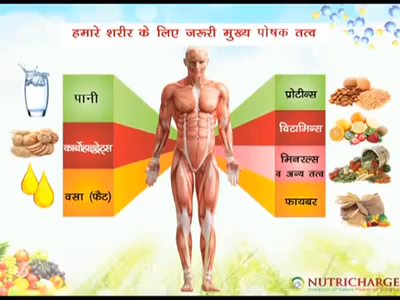 हमारे शरीर के लिए जरूरी मुख्य पोषक तत्व
पानी
कार्बोहाइड्रेट्स
वसा (फैट)
प्रोटीन्स
विटामिन्स
मिनरल्स
व अन्य तत्व
फायबर
NUTRICHARGE